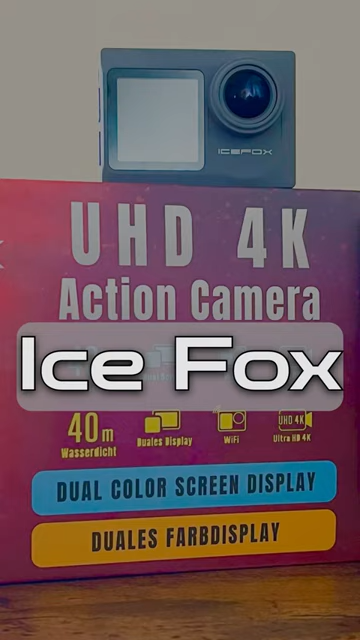 ICEFOX
UHD 4K
Action Camera
Ice Fox
40m
Wasserdicht
Duales Display
WiFi
UHD 4K
Ultra HD 4K
DUAL COLOR SCREEN DISPLAY
DUALES FARBDISPLAY